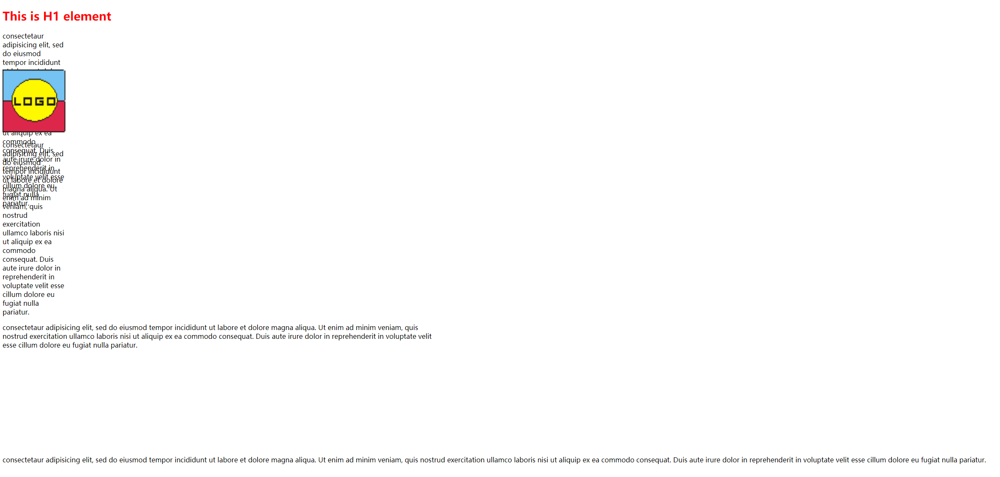 This is H1 element
consectetaur
adipisicing elit, sed
do eiusmod
tempor incididunt
LOGO
ut aliquip ex ea
commodo
consectetaur
consequat. Duis
adipisicing elit, sed
aute irure dolor in
do eiusmod
reprehenderit in
tempor incididunt
voluptate velit esse
ut labore et dolore
cillum dolore eu
magna aliqua. Ut
fugiat nulla
enim ad minim
pariatur.
veniam, quis
nostrud
exercitation
ullamco laboris nisi
ut aliquip ex ea
commodo
consequat. Duis
aute irure dolor in
reprehenderit in
voluptate velit esse
cillum dolore eu
fugiat nulla
pariatur.
consectetaur adipisicing elit, sed do eiusmod tempor incididunt ut labore et dolore magna aliqua. Ut enim ad minim veniam, quis
nostrud exercitation ullamco laboris nisi ut aliquip ex ea commodo consequat. Duis aute irure dolor in reprehenderit in voluptate velit
esse cillum dolore eu fugiat nulla pariatur.
consectetaur adipisicing elit, sed do eiusmod tempor incididunt ut labore et dolore magna aliqua. Ut enim ad minim veniam, quis nostrud exercitation ullamco laboris nisi ut aliquip ex ea commodo consequat. Duis aute irure dolor in reprehenderit in voluptate velit esse cillum dolore eu fugiat nulla pariatur.